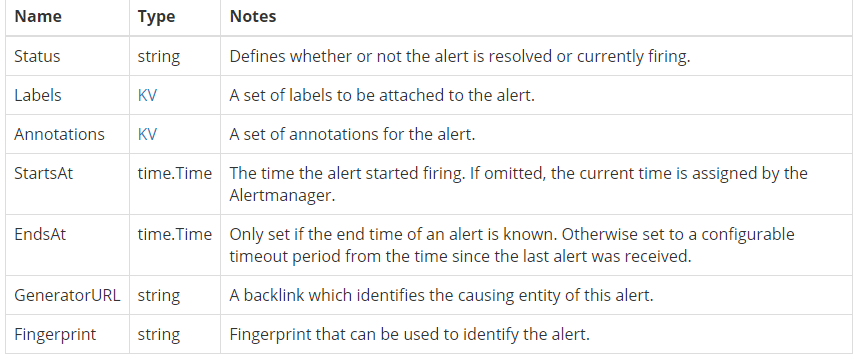 Name Type Notes
Status string Defines whether or not the alert is resolved or currently firing.
Labels KV A set of labels to be attached to the alert.
Annotations KV A set of annotations for the alert.
StartsAt time.Time The time the alert started firing. If omitted, the current time is assigned by the
Alertmanager.
EndsAt time.Time Only set if the end time of an alert is known. Otherwise set to a configurable
timeout period from the time since the last alert was received.
GeneratorURL string A backlink which identifies the causing entity of this alert.
Fingerprint string Fingerprint that can be used to identify the alert.